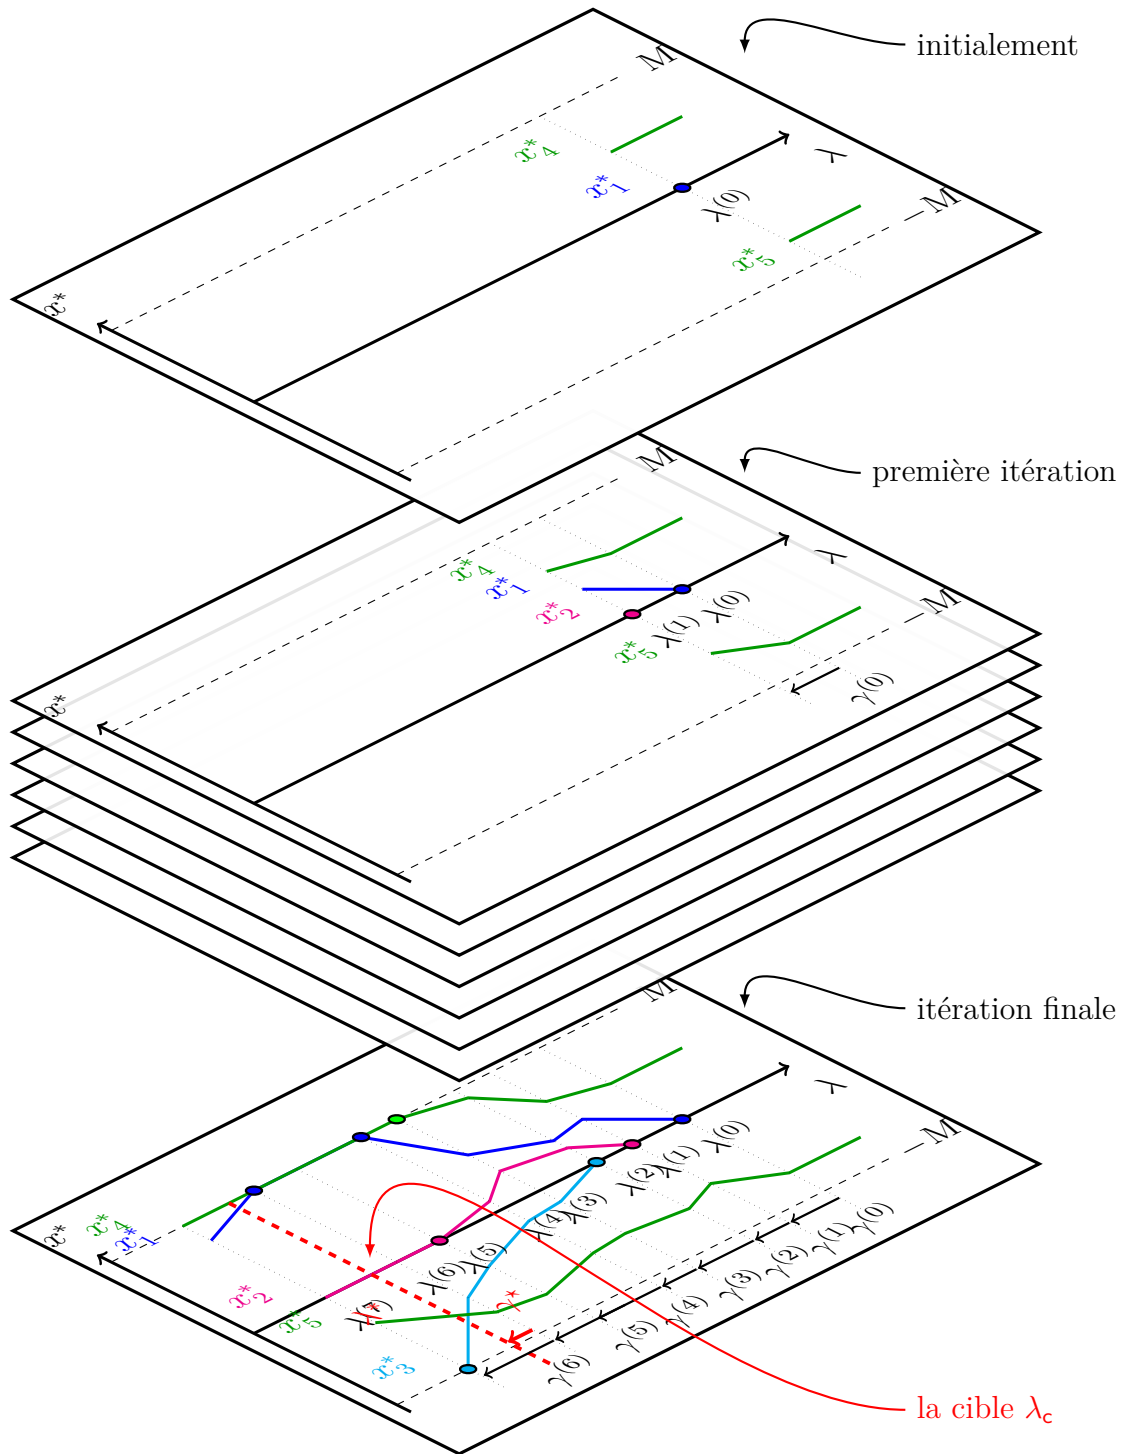 initialement
M
x*₄
x*₁
λ
λ⁽⁰⁾
−M
x*₅
x*
première itération
M
x*₄
x*₁
x*₂
λ
λ⁽⁰⁾
λ⁽¹⁾
x*₅
−M
γ⁽⁰⁾
x*
itération finale
M
λ
λ⁽⁰⁾
λ⁽¹⁾
λ⁽²⁾
λ⁽³⁾
λ⁽⁴⁾
λ⁽⁵⁾
λ⁽⁶⁾
λ⁽⁷⁾
λ*
−M
γ⁽⁰⁾
γ⁽¹⁾
γ⁽²⁾
γ⁽³⁾
γ⁽⁴⁾
γ⁽⁵⁾
γ⁽⁶⁾
γ*
x*
x*₄
x*₁
x*₂
x*₅
x*₃
la cible λc